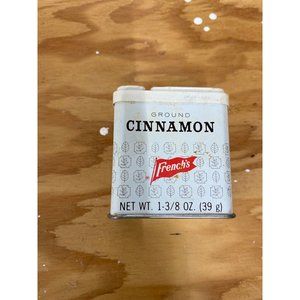 GROUND
CINNAMON
French's
NET WT. 1-3/8 OZ. (39 g)